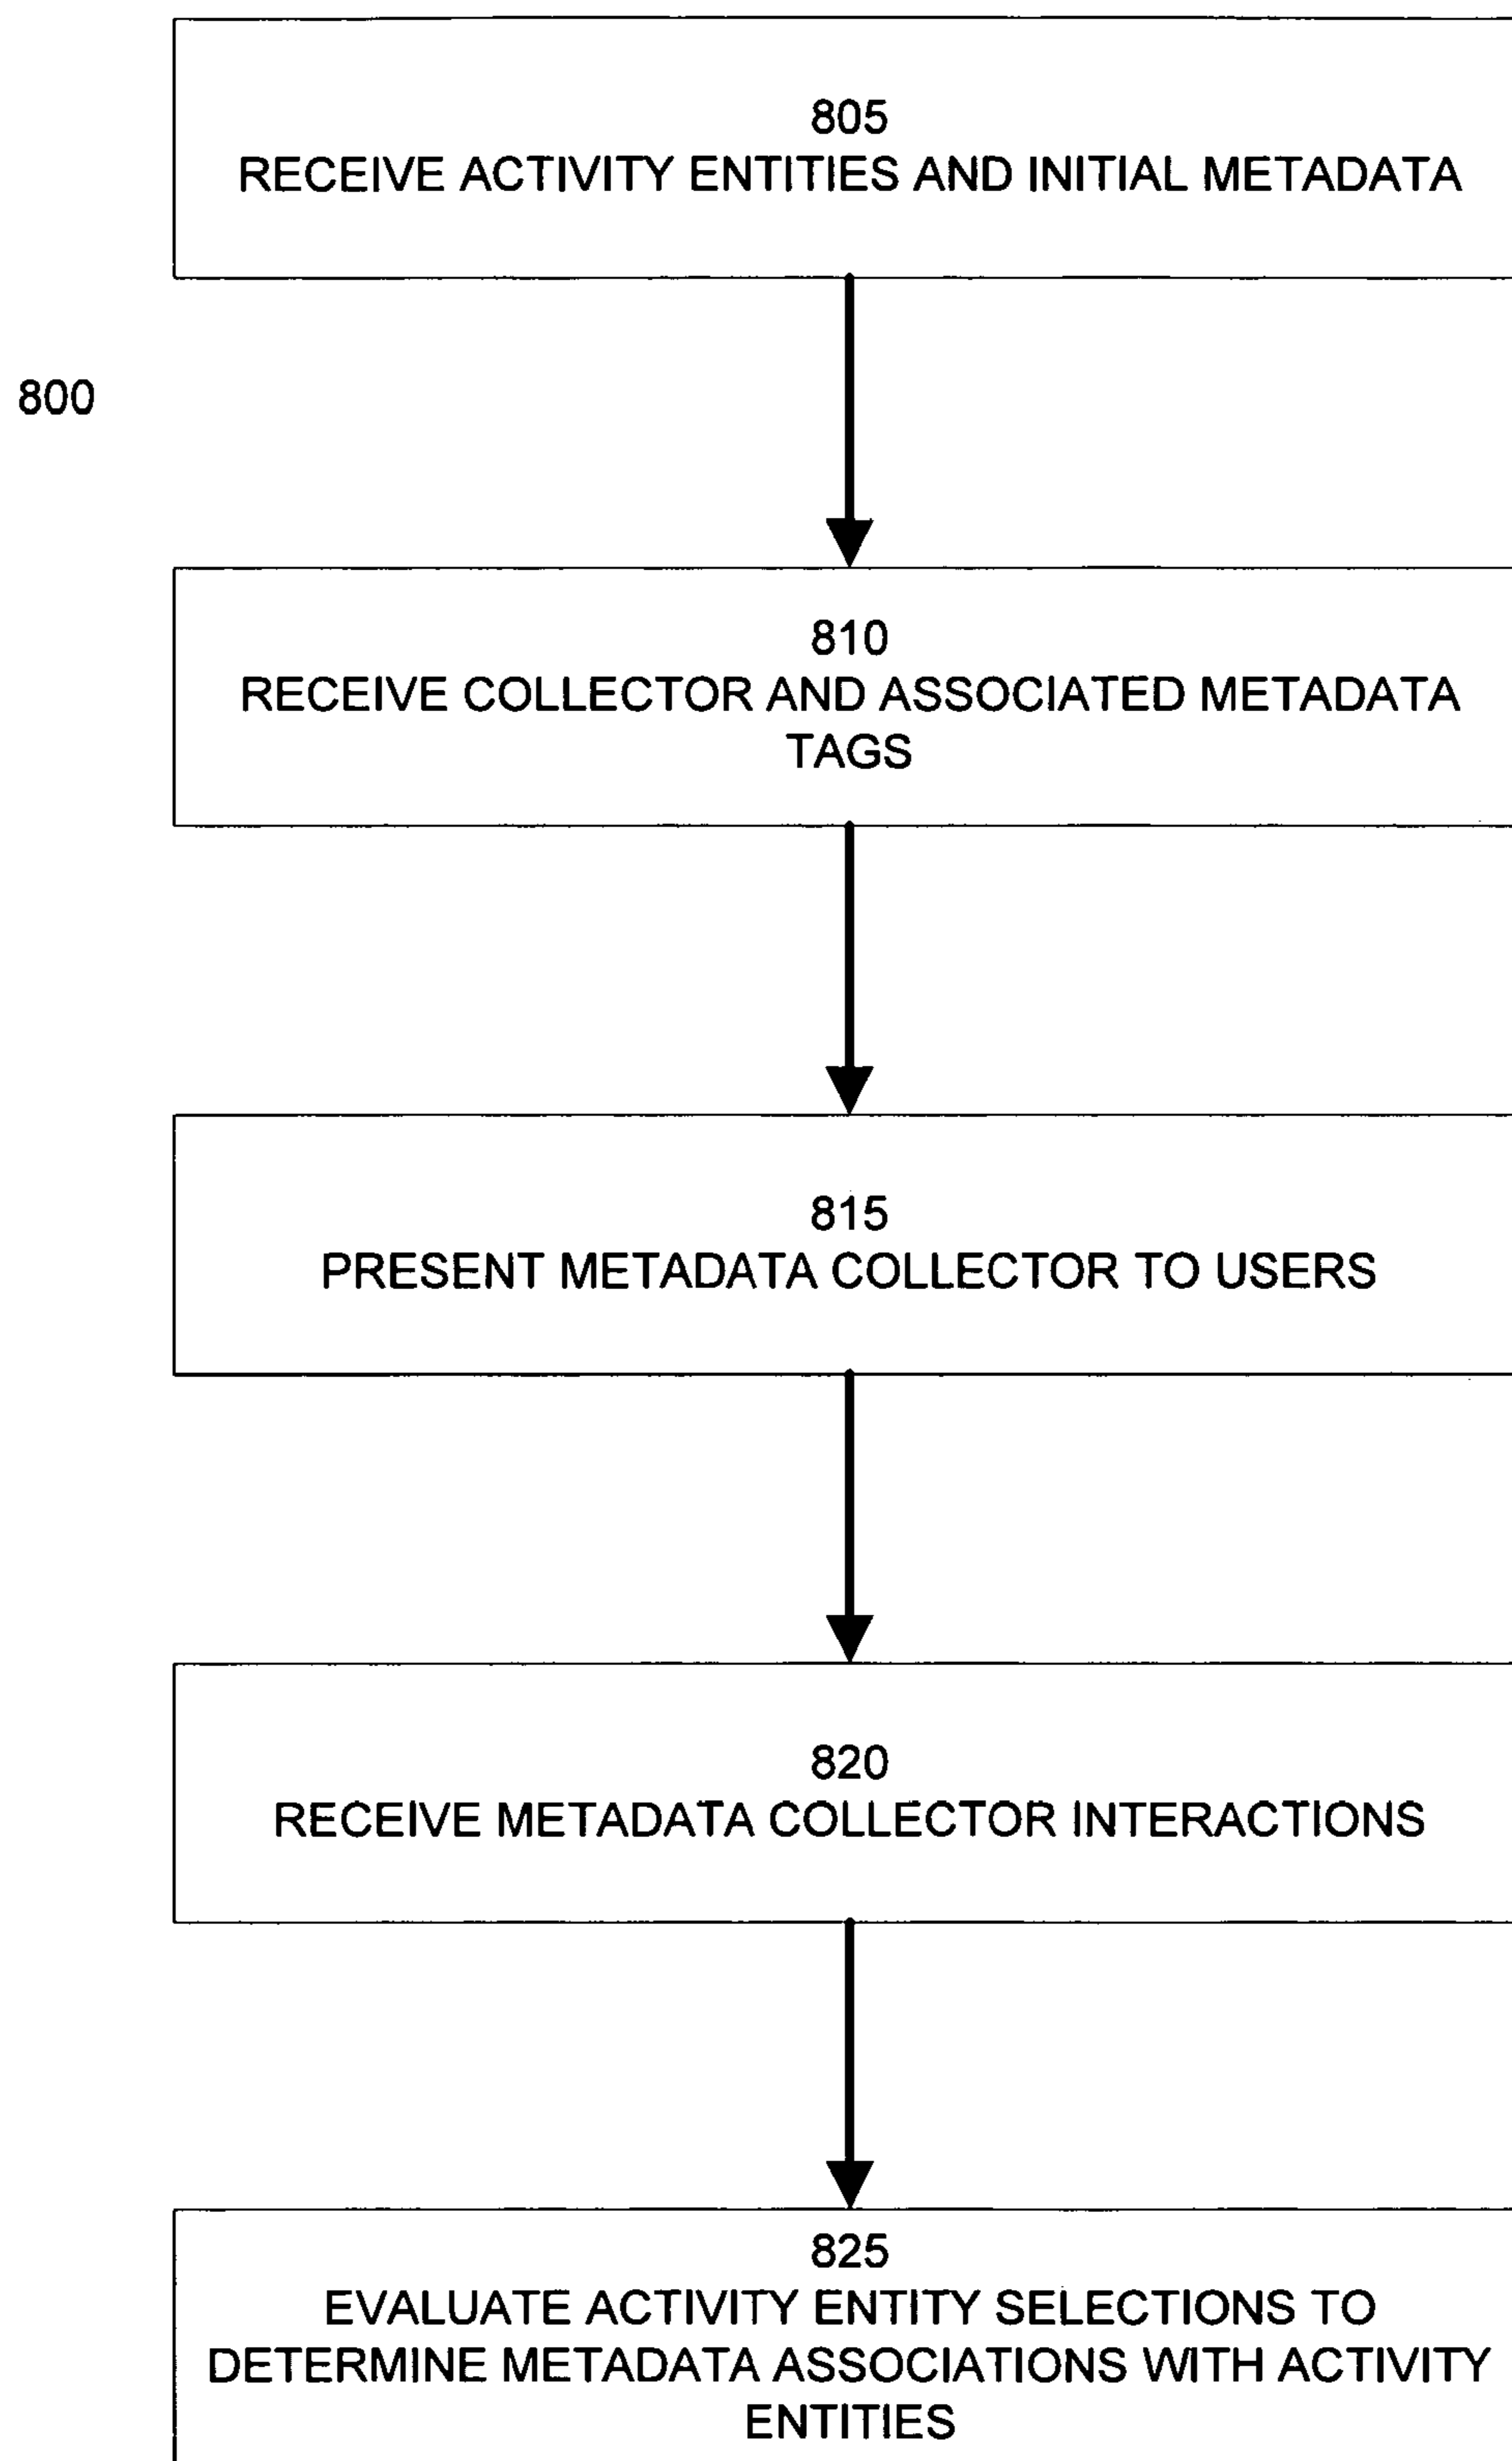 805
RECEIVE ACTIVITY ENTITIES AND INITIAL METADATA
800
810
RECEIVE COLLECTOR AND ASSOCIATED METADATA
TAGS
815
PRESENT METADATA COLLECTOR TO USERS
820
RECEIVE METADATA COLLECTOR INTERACTIONS
825
EVALUATE ACTIVITY ENTITY SELECTIONS TO
DETERMINE METADATA ASSOCIATIONS WITH ACTIVITY
ENTITIES